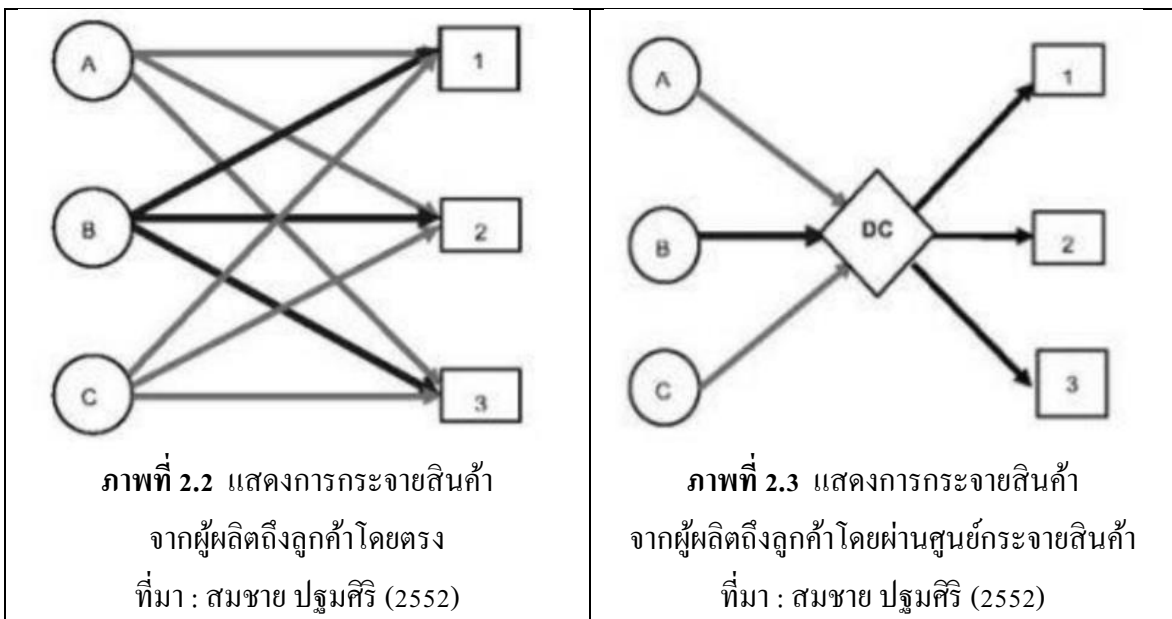 A
B
C
1
2
3
ภาพที่ 2.2 แสดงการกระจายสินค้า
จากผู้ผลิตถึงลูกค้าโดยตรง
ที่มา : สมชาย ปฐมศิริ (2552)
A
B
C
DC
1
2
3
ภาพที่ 2.3 แสดงการกระจายสินค้า
จากผู้ผลิตถึงลูกค้าโดยผ่านศูนย์กระจายสินค้า
ที่มา : สมชาย ปฐมศิริ (2552)